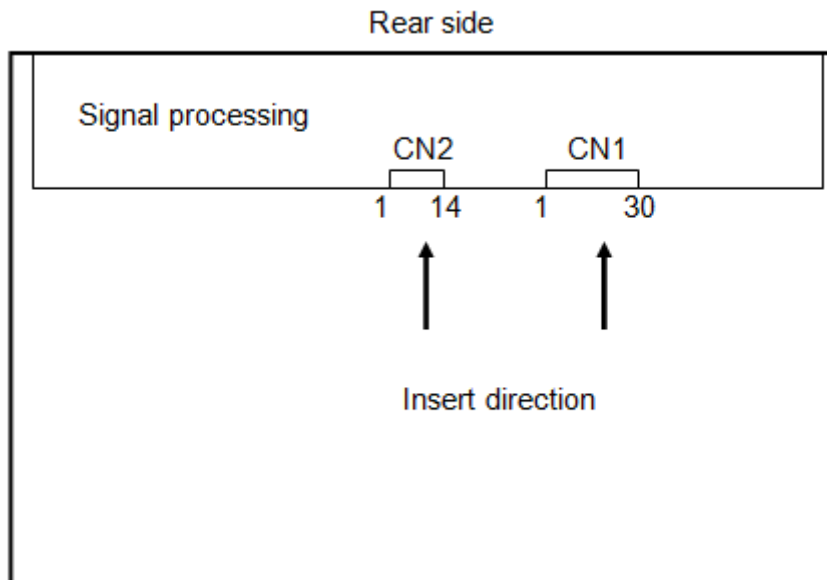 Rear side
Signal processing
CN2 CN1
1 14 1 30
Insert direction